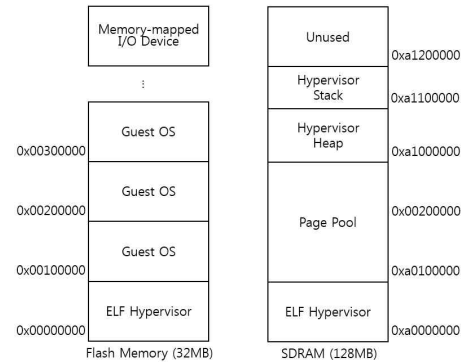 Memory-mapped
I/O Device
⋮
Guest OS
0x00300000
Guest OS
0x00200000
Guest OS
0x00100000
ELF Hypervisor
0x00000000
Flash Memory (32MB)
Unused
0xa1200000
Hypervisor
Stack
0xa1100000
Hypervisor
Heap
0xa1000000
Page Pool
0x00200000
0xa0100000
ELF Hypervisor
0xa0000000
SDRAM (128MB)